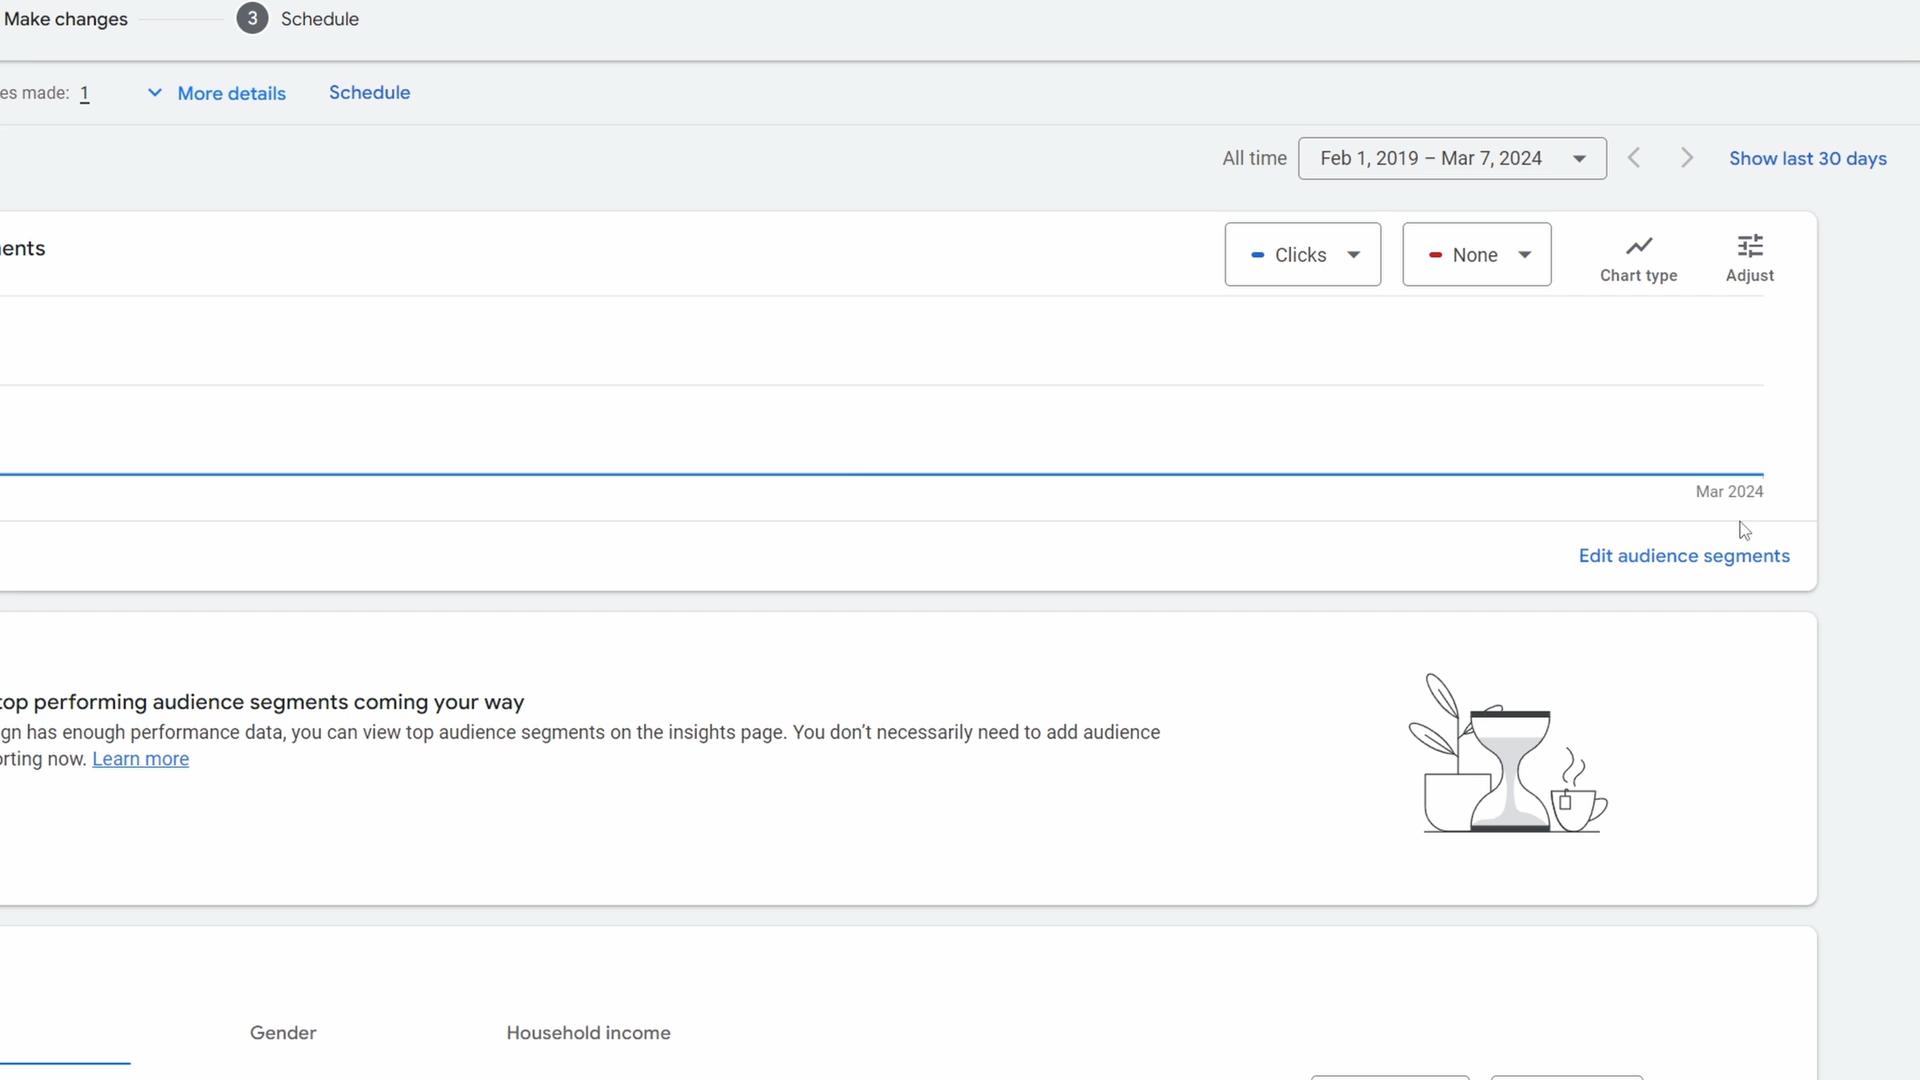 Make changes
3 Schedule
es made: 1 More details Schedule
All time Feb 1, 2019 – Mar 7, 2024 Show last 30 days
ents
Clicks None Chart type Adjust
Mar 2024
Edit audience segments
top performing audience segments coming your way
gn has enough performance data, you can view top audience segments on the insights page. You don’t necessarily need to add audience
orting now. Learn more
Gender Household income